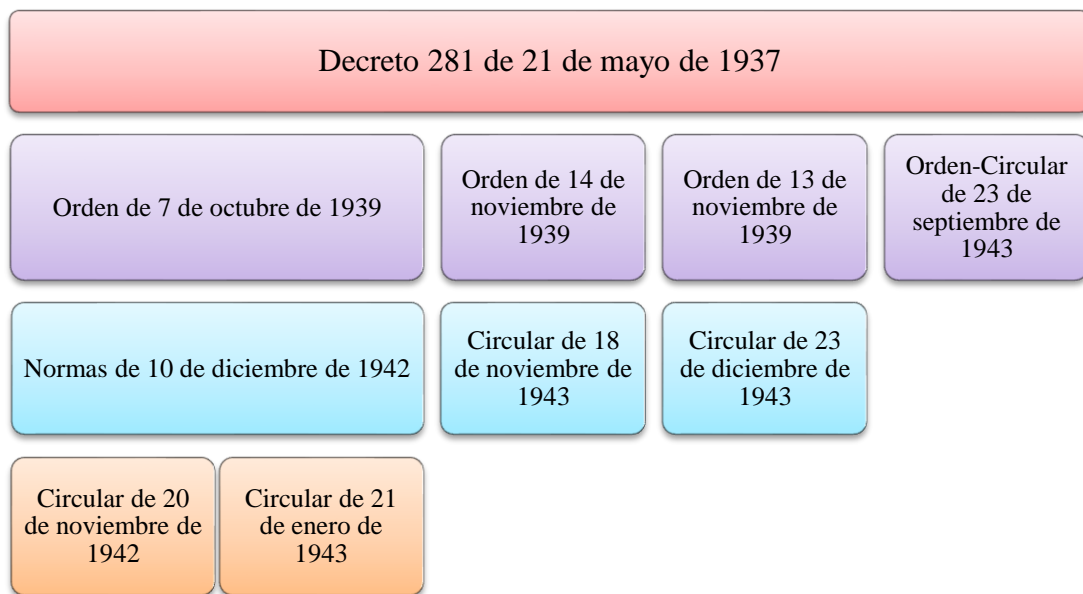 Decreto 281 de 21 de mayo de 1937
Orden de 7 de octubre de 1939
Orden de 14 de
noviembre de
1939
Orden de 13 de
noviembre de
1939
Orden-Circular
de 23 de
septiembre de
1943
Normas de 10 de diciembre de 1942
Circular de 18
de noviembre de
1943
Circular de 23
de diciembre de
1943
Circular de 20
de noviembre de
1942
Circular de 21
de enero de
1943